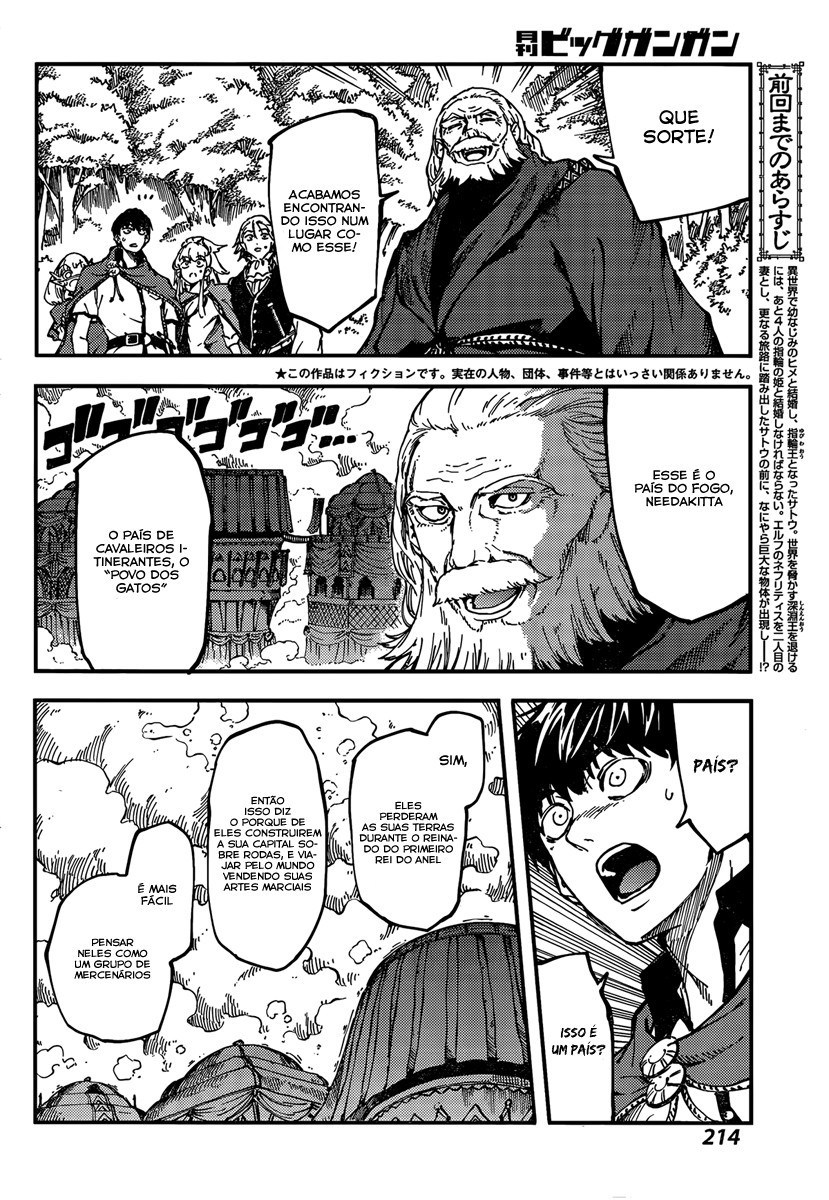 月刊ビッグガンガン
前回までのあらすじ
異世界で幼なじみのヒメと結婚し、指輪王となったサトウ。世界を脅かす深淵王を退ける
には、あと4人の指輪の姫と結婚しなければならない。エルフのネフリティスを二人目の
妻とし、更なる旅路に踏み出したサトウの前に、なにやら巨大な物体が出現し——!?
QUE
SORTE!
ACABAMOS
ENCONTRAN-
DO ISSO NUM
LUGAR CO-
MO ESSE!
★この作品はフィクションです。実在の人物、団体、事件等とはいっさい関係ありません。
ESSE É O
PAÍS DO FOGO,
NEEDAKITTA
ゴゴゴゴゴゴ…
O PAÍS DE
CAVALEIROS I-
TINERANTES, O
"POVO DOS
GATOS"
PAÍS?
ISSO É
UM PAÍS?
SIM,
ELES
PERDERAM
AS SUAS TERRAS
DURANTE O REINA-
DO DO PRIMEIRO
REI DO ANEL
ENTÃO
ISSO DIZ
O PORQUE DE
ELES CONSTRUIREM
A SUA CAPITAL SO-
BRE RODAS, E VIA-
JAR PELO MUNDO
VENDENDO SUAS
ARTES MARCIAIS
É MAIS
FÁCIL
PENSAR
NELES COMO
UM GRUPO DE
MERCENÁRIOS
214